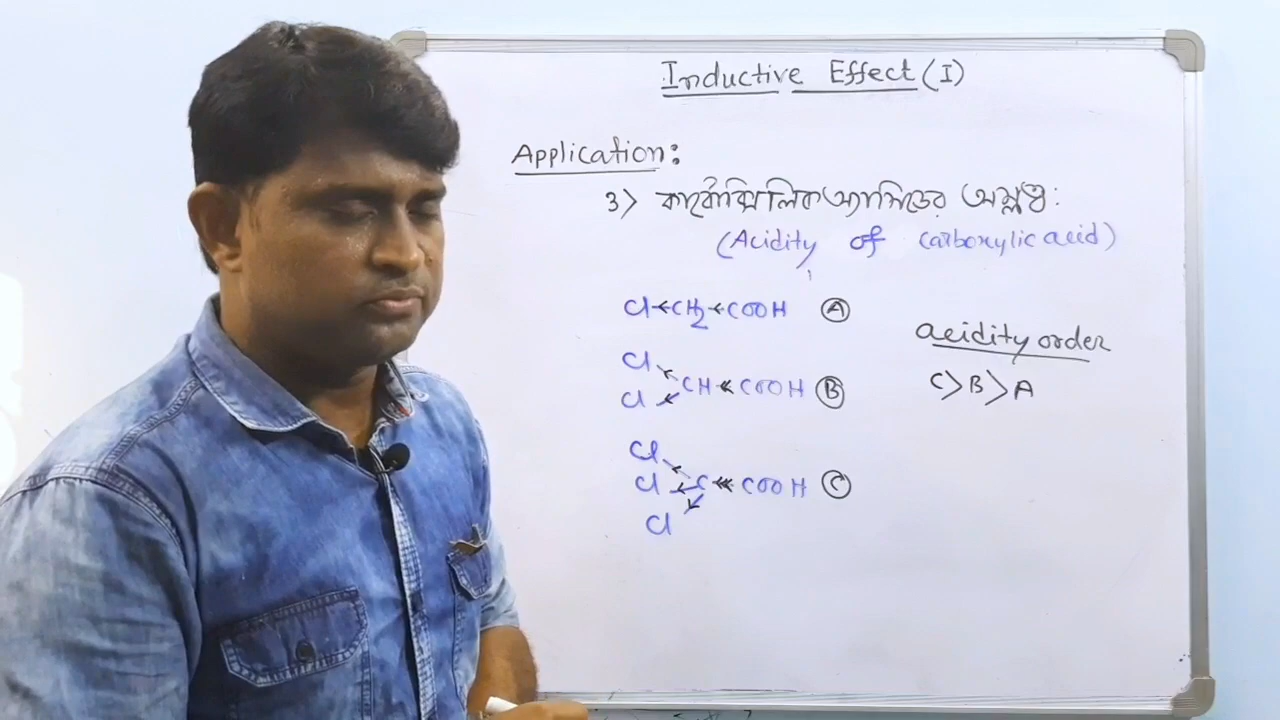 Inductive Effect (I)
Application:
3> কার্বোক্সিলিক অ্যাসিডের অম্লত্ব:
(Acidity of carboxylic acid)
Cl CH2 COOH A
Cl
Cl CH COOH B
Cl
Cl C COOH C
Cl
acidity order
C>B>A